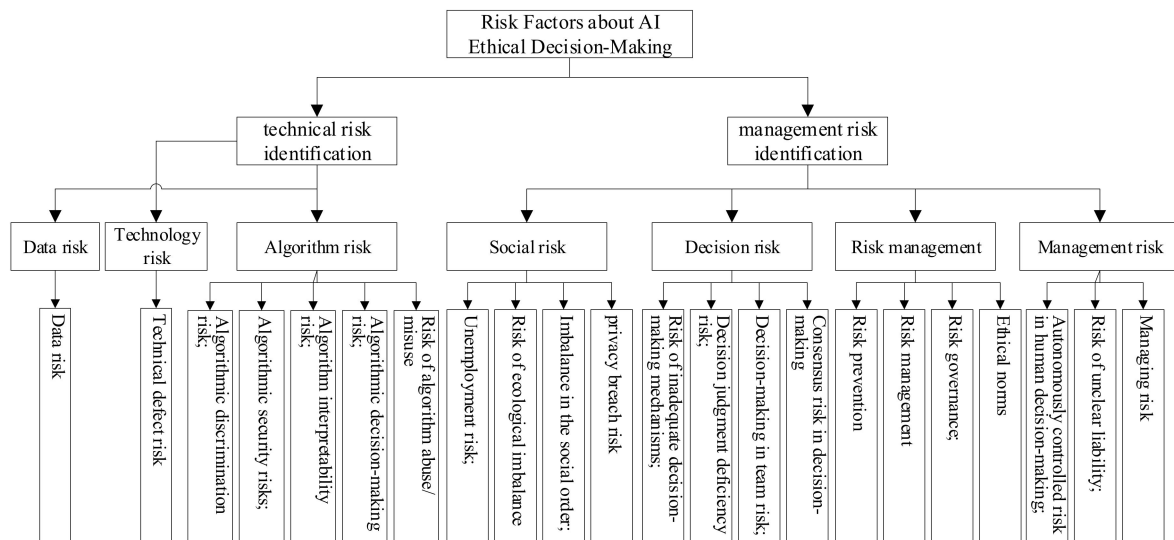 Risk Factors about AI
Ethical Decision-Making
technical risk
identification
management risk
identification
Data risk
Technology
risk
Algorithm risk
Social risk
Decision risk
Risk management
Management risk
Data risk
Technical defect risk
Algorithmic discrimination
risk;
Algorithmic security risks;
Algorithm interpretability
risk;
Algorithmic decision-making
risk;
Risk of algorithm abuse/
misuse
Unemployment risk;
Risk of ecological imbalance
Imbalance in the social order;
privacy breach risk
Risk of inadequate decision-
making mechanisms;
Decision judgment deficiency
risk;
Decision-making in team risk;
Consensus risk in decision-
making
Risk prevention
Risk management
Risk governance;
Ethical norms
Autonomously controlled risk
in human decision-making;
Risk of unclear liability;
Managing risk